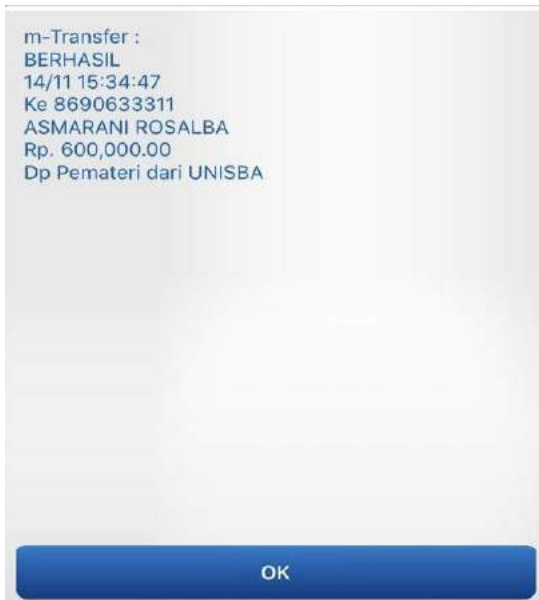 m-Transfer :
BERHASIL
14/11 15:34:47
Ke 8690633311
ASMARANI ROSALBA
Rp. 600,000.00
Dp Pemateri dari UNISBA
OK